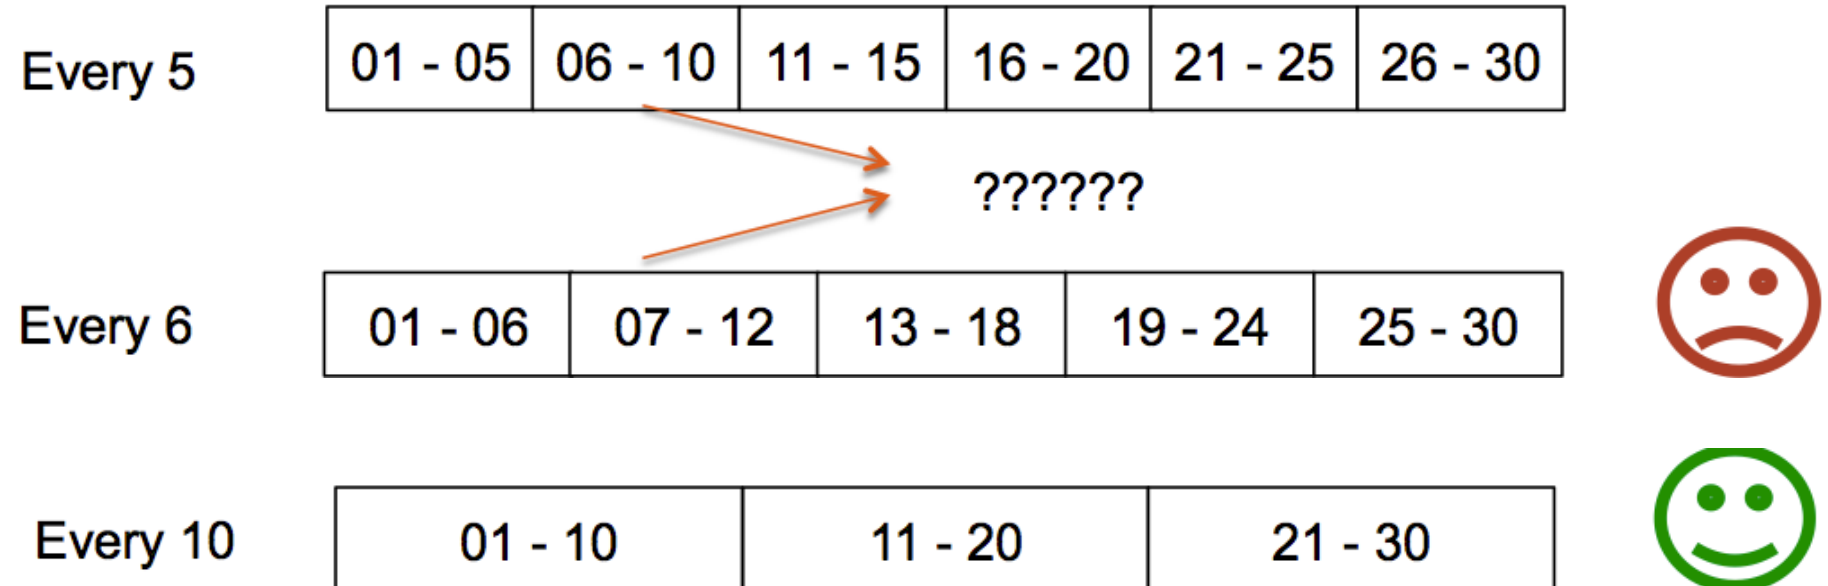 Every 5 01 - 05 06 - 10 11 - 15 16 - 20 21 - 25 26 - 30
??????
Every 6 01 - 06 07 - 12 13 - 18 19 - 24 25 - 30
Every 10 01 - 10 11 - 20 21 - 30